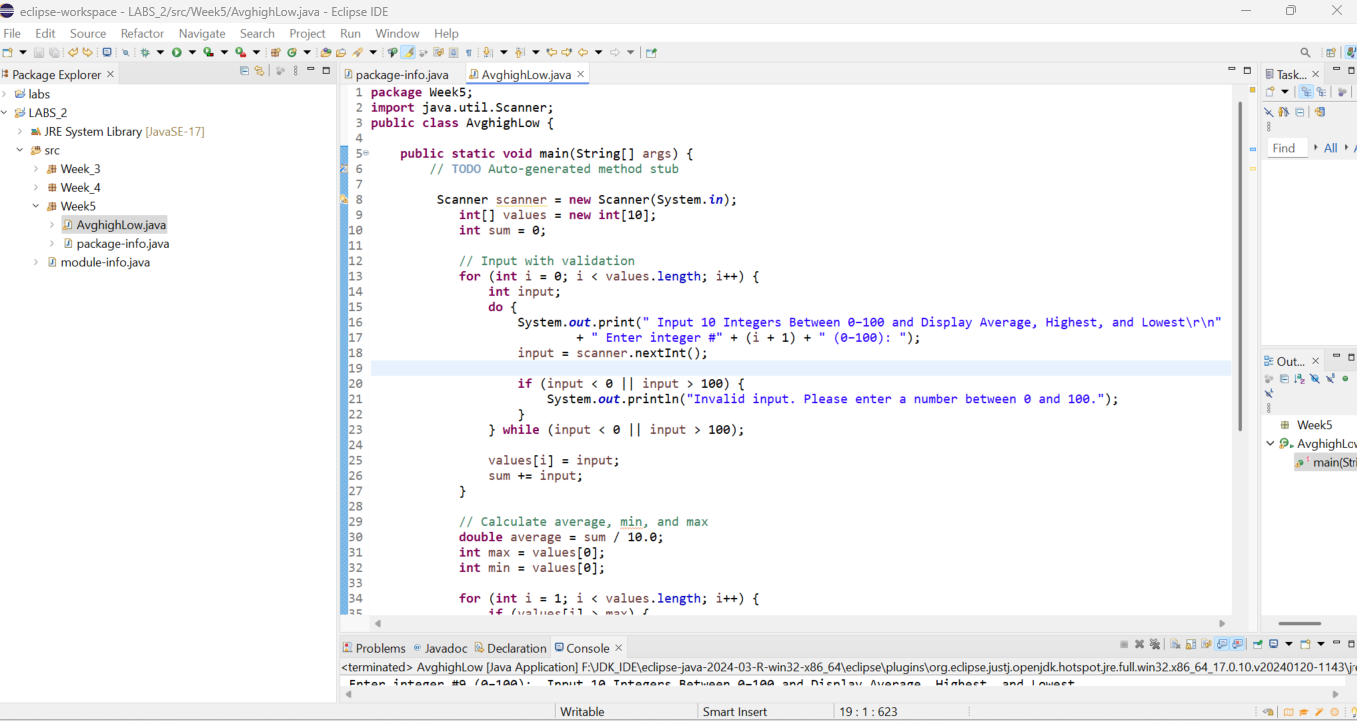 eclipse-workspace - LABS_2/src/Week5/AvghighLow.java - Eclipse IDE
File Edit Source Refactor Navigate Search Project Run Window Help
Package Explorer
labs
LABS_2
JRE System Library [JavaSE-17]
src
Week_3
Week_4
Week5
AvghighLow.java
package-info.java
module-info.java
package-info.java AvghighLow.java
1 package Week5;
2 import java.util.Scanner;
3 public class AvghighLow {
4
5 public static void main(String[] args) {
6 // TODO Auto-generated method stub
7
8 Scanner scanner = new Scanner(System.in);
9 int[] values = new int[10];
10 int sum = 0;
11
12 // Input with validation
13 for (int i = 0; i < values.length; i++) {
14 int input;
15 do {
16 System.out.print(" Input 10 Integers Between 0-100 and Display Average, Highest, and Lowest\r\n"
17 + " Enter integer #" + (i + 1) + " (0-100): ");
18 input = scanner.nextInt();
19
20 if (input < 0 || input > 100) {
21 System.out.println("Invalid input. Please enter a number between 0 and 100.");
22 }
23 } while (input < 0 || input > 100);
24
25 values[i] = input;
26 sum += input;
27 }
28
29 // Calculate average, min, and max
30 double average = sum / 10.0;
31 int max = values[0];
32 int min = values[0];
33
34 for (int i = 1; i < values.length; i++) {
35 if (values[i] > max) {
Task...
Find All
Out...
Week5
AvghighLow
main(Stri
Problems Javadoc Declaration Console
<terminated> AvghighLow [Java Application] F:\JDK_IDE\eclipse-java-2024-03-R-win32-x86_64\eclipse\plugins\org.eclipse.justj.openjdk.hotspot.jre.full.win32.x86_64_17.0.10.v20240120-1143\jr
Enter integer #9 (0-100): Input 10 Integers Between 0-100 and Display Average, Highest, and Lowest
Writable Smart Insert 19 : 1 : 623